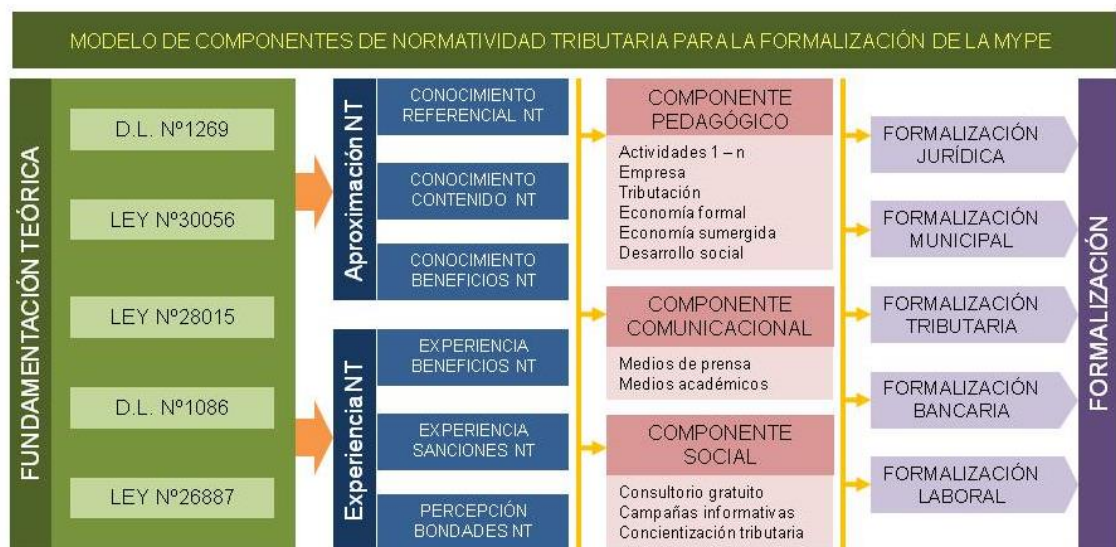 MODELO DE COMPONENTES DE NORMATIVIDAD TRIBUTARIA PARA LA FORMALIZACIÓN DE LA MYPE
FUNDAMENTACIÓN TEÓRICA
D.L. Nº1269
LEY Nº30056
LEY Nº28015
D.L. Nº1086
LEY Nº26887
Aproximación NT
CONOCIMIENTO
REFERENCIAL NT
CONOCIMIENTO
CONTENIDO NT
CONOCIMIENTO
BENEFICIOS NT
Experiencia NT
EXPERIENCIA
BENEFICIOS NT
EXPERIENCIA
SANCIONES NT
PERCEPCIÓN
BONDADES NT
COMPONENTE
PEDAGÓGICO
Actividades 1 – n
Empresa
Tributación
Economía formal
Economía sumergida
Desarrollo social
COMPONENTE
COMUNICACIONAL
Medios de prensa
Medios académicos
COMPONENTE
SOCIAL
Consultorio gratuito
Campañas informativas
Concientización tributaria
FORMALIZACIÓN
JURÍDICA
FORMALIZACIÓN
MUNICIPAL
FORMALIZACIÓN
TRIBUTARIA
FORMALIZACIÓN
BANCARIA
FORMALIZACIÓN
LABORAL
FORMALIZACIÓN